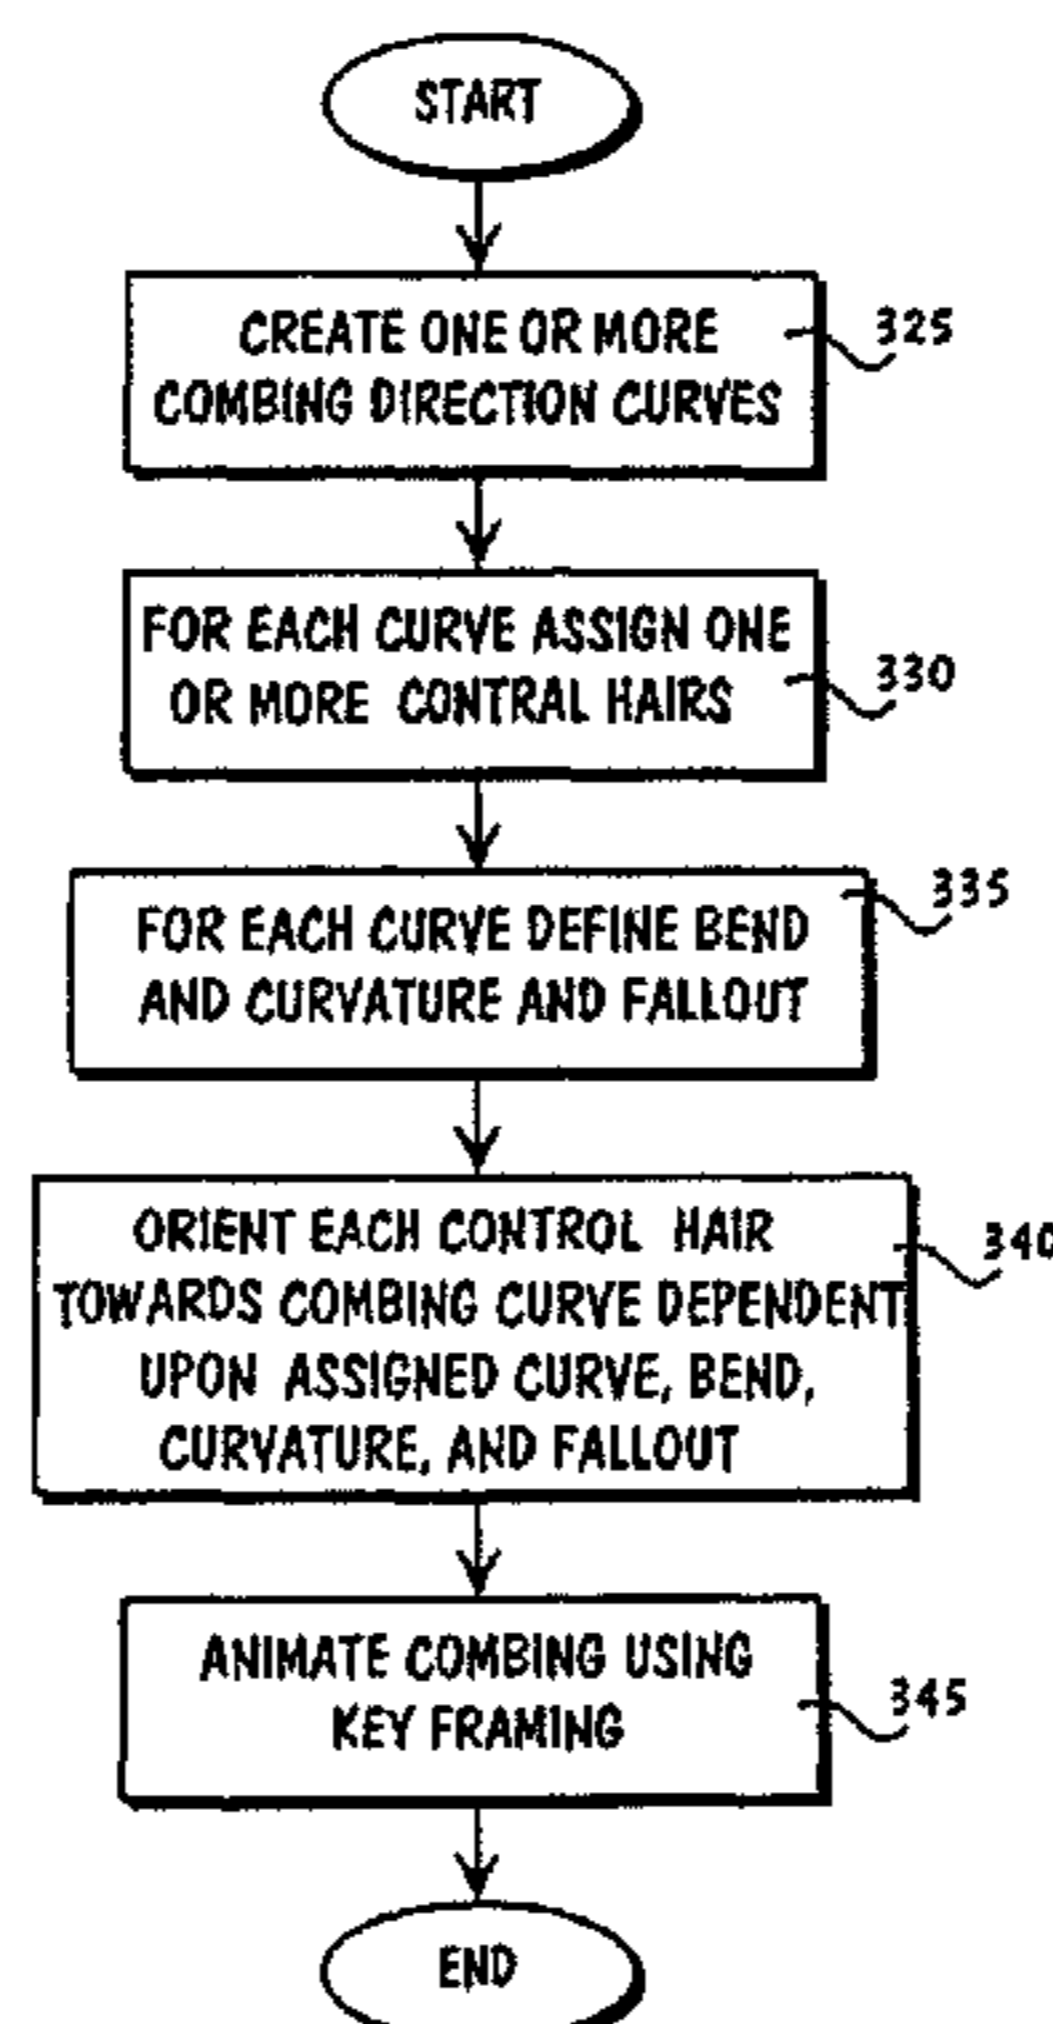 START
CREATE ONE OR MORE
COMBING DIRECTION CURVES
325
FOR EACH CURVE ASSIGN ONE
OR MORE CONTRAL HAIRS
330
FOR EACH CURVE DEFINE BEND
AND CURVATURE AND FALLOUT
335
ORIENT EACH CONTROL HAIR
TOWARDS COMBING CURVE DEPENDENT
UPON ASSIGNED CURVE, BEND,
CURVATURE, AND FALLOUT
340
ANIMATE COMBING USING
KEY FRAMING
345
END